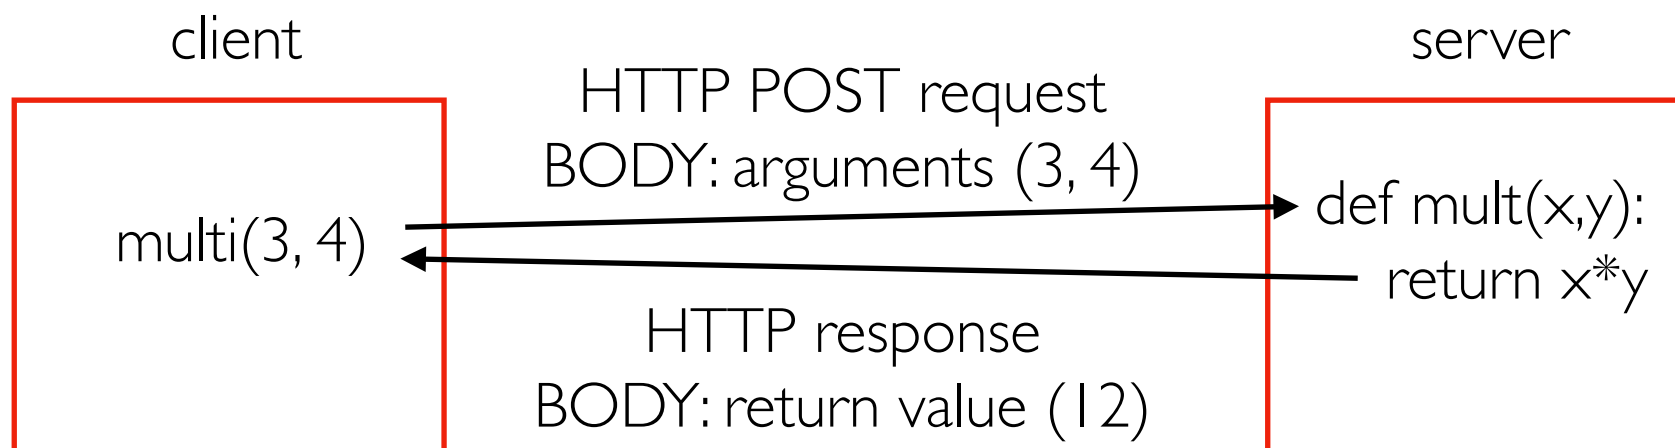 client
server
HTTP POST request
BODY: arguments (3, 4)
multi(3, 4)
def mult(x,y):
return x*y
HTTP response
BODY: return value (12)